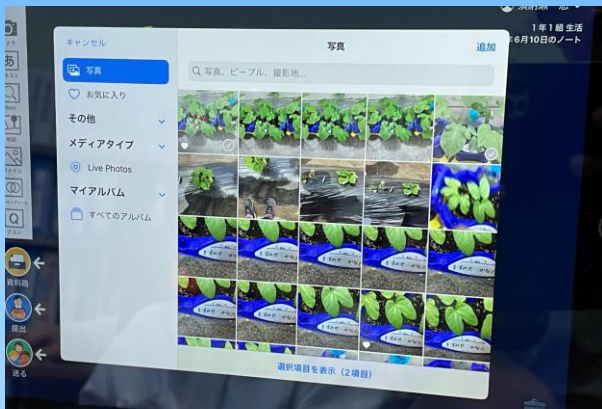 1年1組 生活
6月10日のノート
キャンセル
写真
追加
写真
写真、ピープル、撮影地...
お気に入り
その他
メディアタイプ
Live Photos
マイアルバム
すべてのアルバム
あ
Web
資料箱
提出
送る
選択項目を表示(2項目)